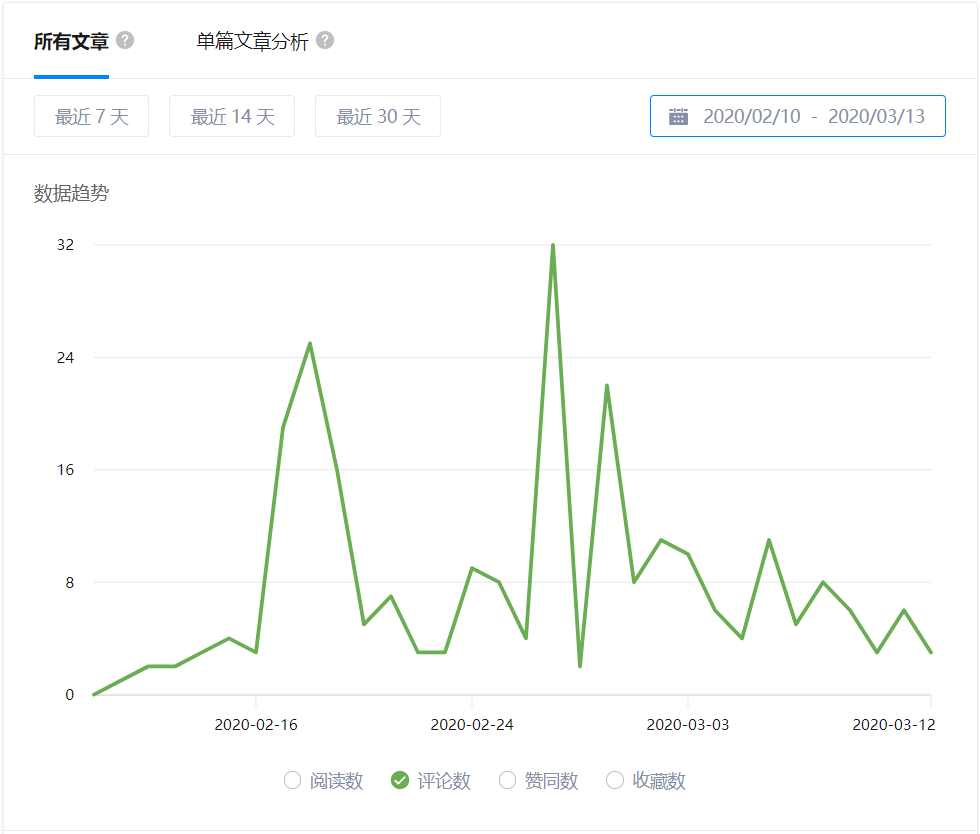 所有文章 ? 单篇文章分析 ?
最近 7 天 最近 14 天 最近 30 天 2020/02/10 - 2020/03/13
数据趋势
32
24
16
8
0
2020-02-16 2020-02-24 2020-03-03 2020-03-12
阅读数 评论数 赞同数 收藏数